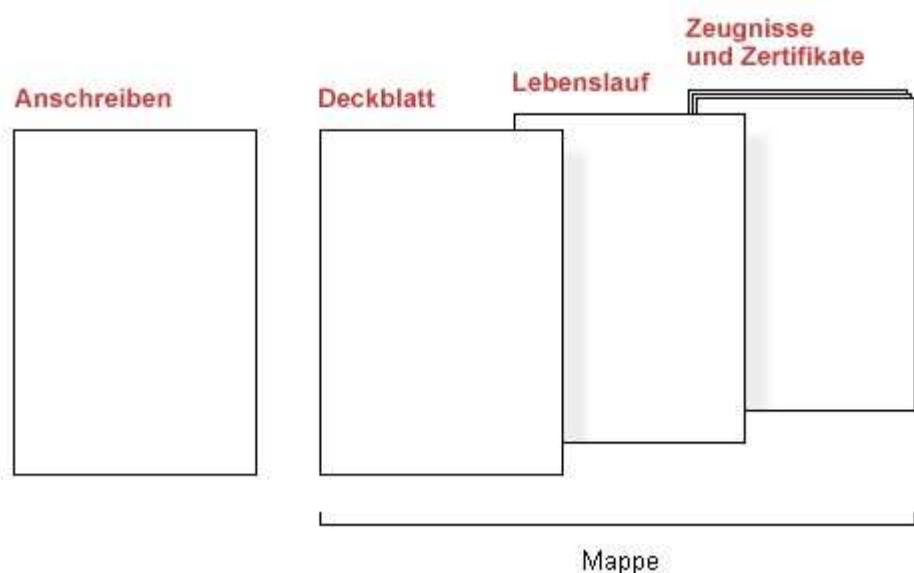 Anschreiben
Deckblatt
Lebenslauf
Zeugnisse
und Zertifikate
Mappe